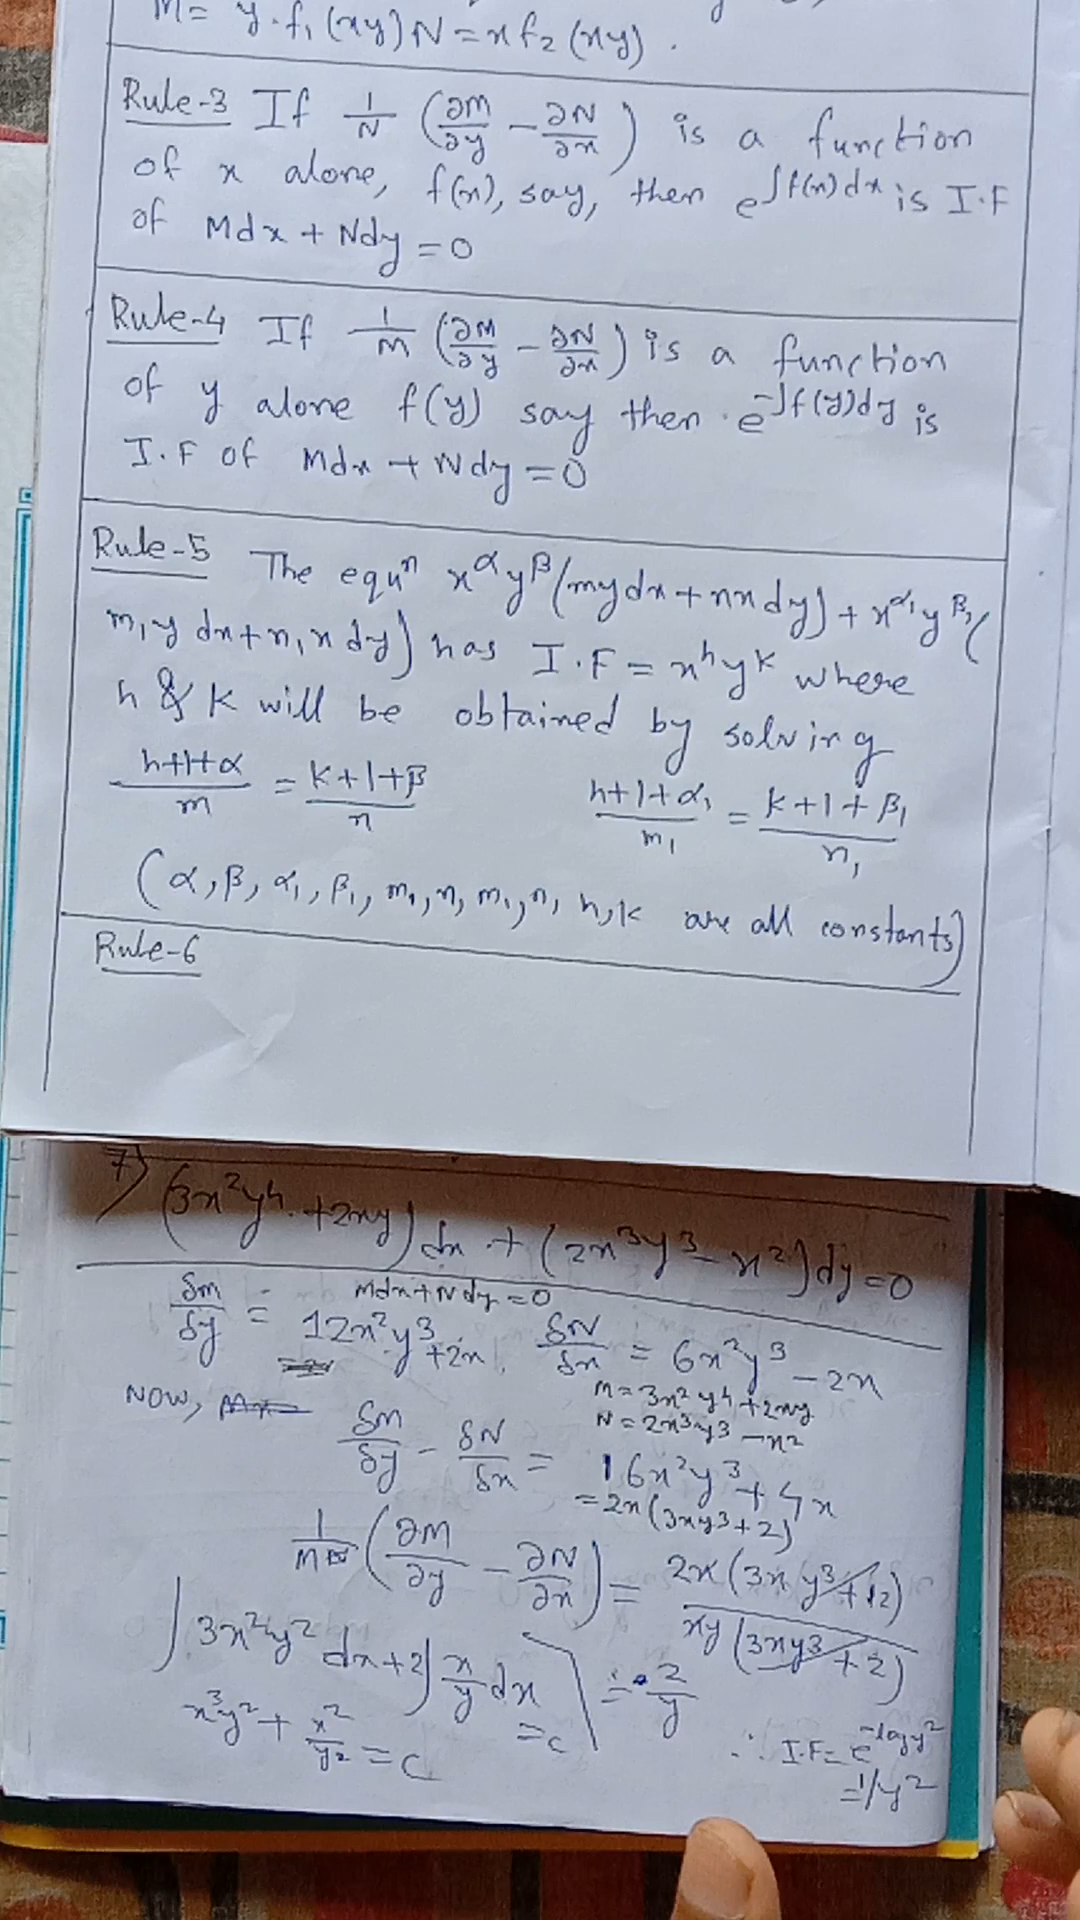 M = y.f₁(xy) N = x f₂(xy).
Rule-3 If 1/N (∂M/∂y − ∂N/∂x) is a function
of x alone, f(x), say, then e^∫f(x)dx is I.F
of Mdx + Ndy = 0
Rule-4 If 1/M (∂M/∂y − ∂N/∂x) is a function
of y alone f(y) say then e^-∫f(y)dy is
I.F of Mdx + Ndy = 0
Rule-5 The equⁿ x^α y^β (mydx + nxdy) + x^α₁ y^β₁ (
m₁y dx + n₁x dy) has I.F = x^h y^k where
h & k will be obtained by solving
(h+1+α)/m = (k+1+β)/n (h+1+α₁)/m₁ = (k+1+β₁)/n₁
(α, β, α₁, β₁, m, n, m₁, n₁, h, k are all constants)
Rule-6
7) (3x²y⁴ + 2xy) dx + (2x³y³ − x²) dy = 0
Mdx + Ndy = 0
δm/δy = 12x²y³ + 2x, δN/δx = 6x²y³ − 2x
M = 3x²y⁴ + 2xy
N = 2x³y³ − x²
NOW, δm/δy − δN/δx = 6x²y³ + 4x
= 2x(3xy³ + 2)
1/M (∂M/∂y − ∂N/∂x) = 2x(3xy³ + 2) / xy(3xy³ + 2)
∫3x²y² dx + 2∫x/y dx = c
= 2/y
x³y² + x²/y² = c
∴ I.F = e^-log y²
= 1/y²